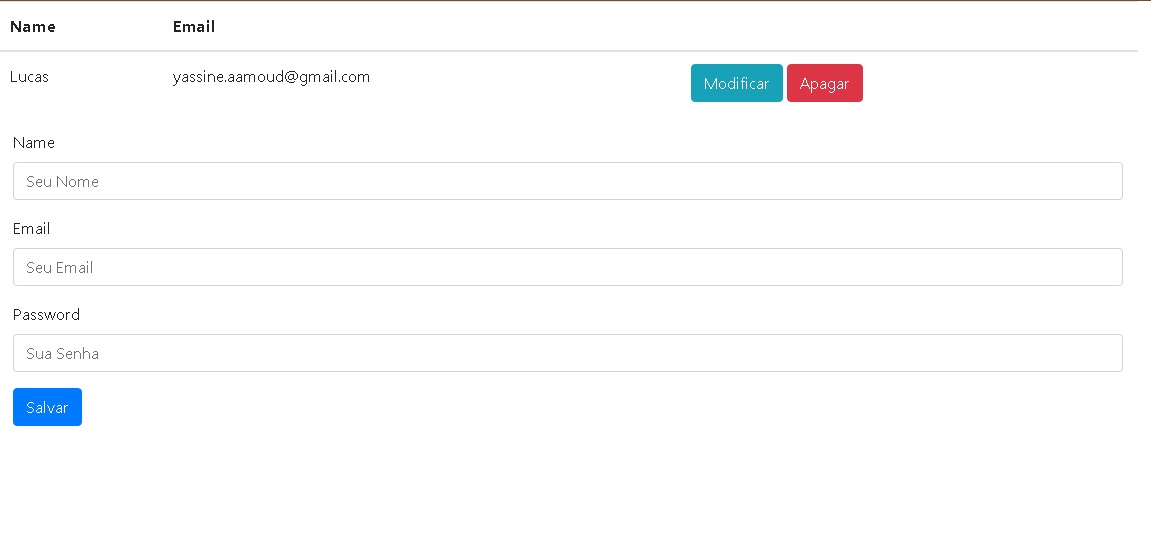 Name Email
Lucas yassine.aamoud@gmail.com Modificar Apagar
Name
Seu Nome
Email
Seu Email
Password
Sua Senha
Salvar